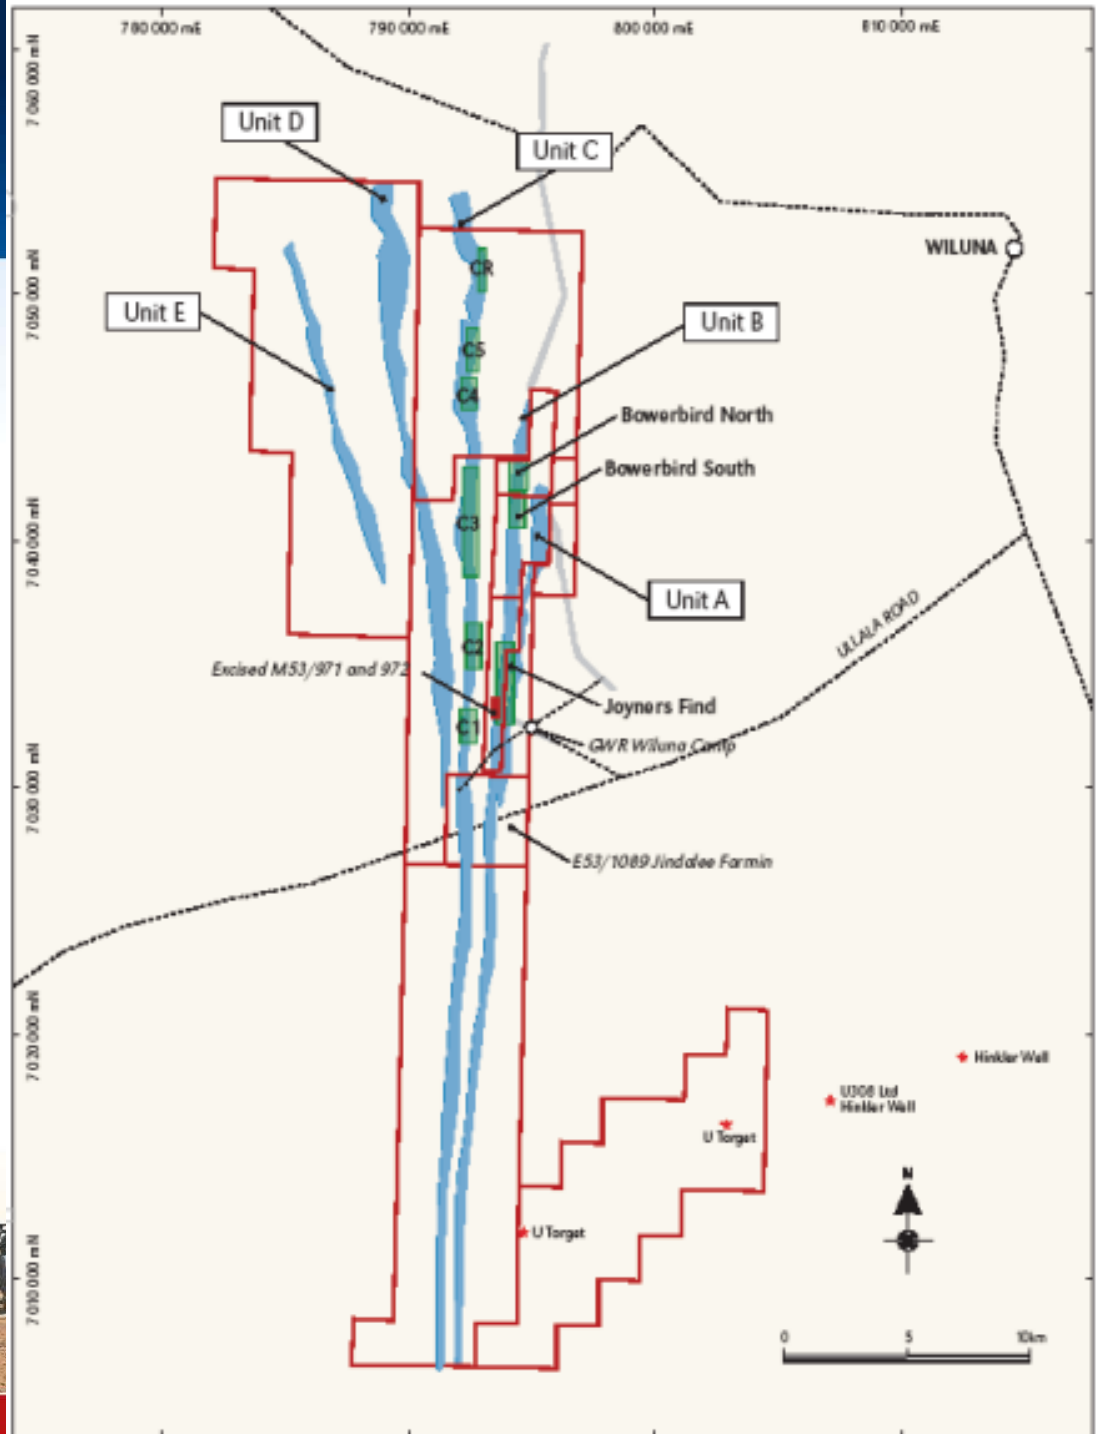 780 000 mE
790 000 mE
800 000 mE
810 000 mE
7 060 000 mN
7 050 000 mN
7 040 000 mN
7 030 000 mN
7 020 000 mN
7 010 000 mN
Unit D
Unit C
WILUNA
CR
Unit E
Unit B
C5
C4
Bowerbird North
Bowerbird South
C3
Unit A
ULLALA ROAD
C2
Excised M53/971 and 972
Joyners Find
C1
GWR Wiluna Camp
E53/1089 Jindalee Farmin
Hinkler Well
U308 Ltd
Hinkler Well
U Target
U Target
N
0
5
10km